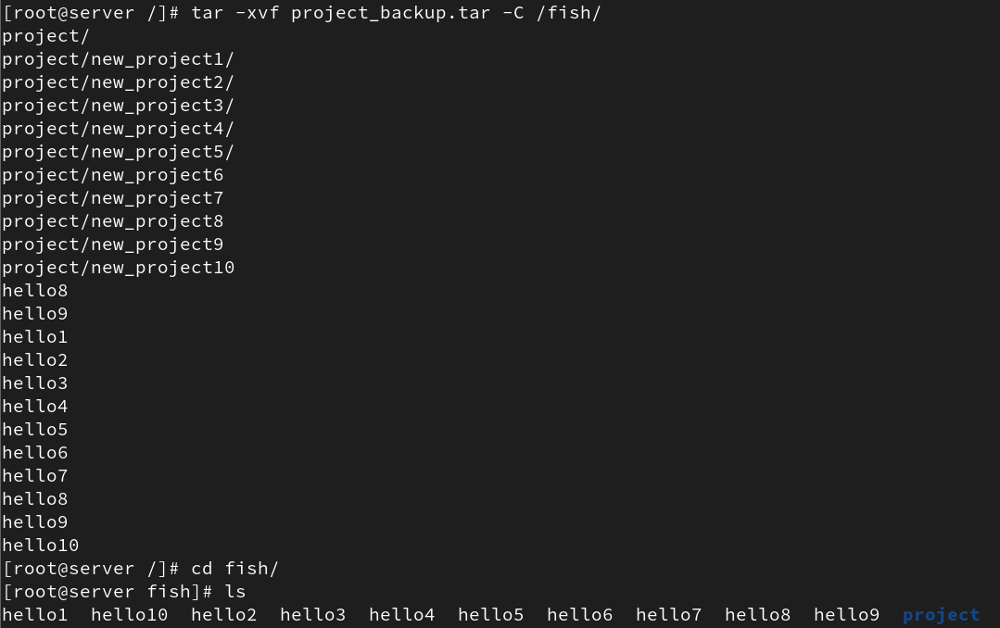 [root@server /]# tar -xvf project_backup.tar -C /fish/
project/
project/new_project1/
project/new_project2/
project/new_project3/
project/new_project4/
project/new_project5/
project/new_project6
project/new_project7
project/new_project8
project/new_project9
project/new_project10
hello8
hello9
hello1
hello2
hello3
hello4
hello5
hello6
hello7
hello8
hello9
hello10
[root@server /]# cd fish/
[root@server fish]# ls
hello1  hello10  hello2  hello3  hello4  hello5  hello6  hello7  hello8  hello9  project